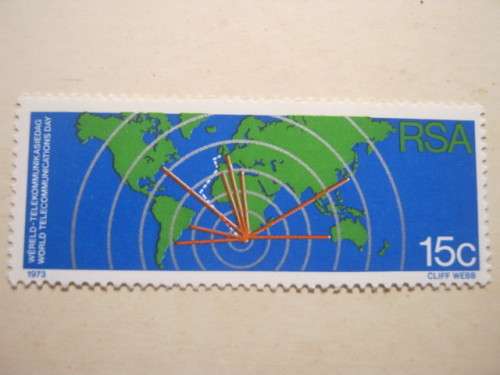 WÊRELD-TELEKOMMUNIKASIEDAG
WORLD TELECOMMUNICATIONS DAY
1973
RSA
15c
CLIFF WEBB